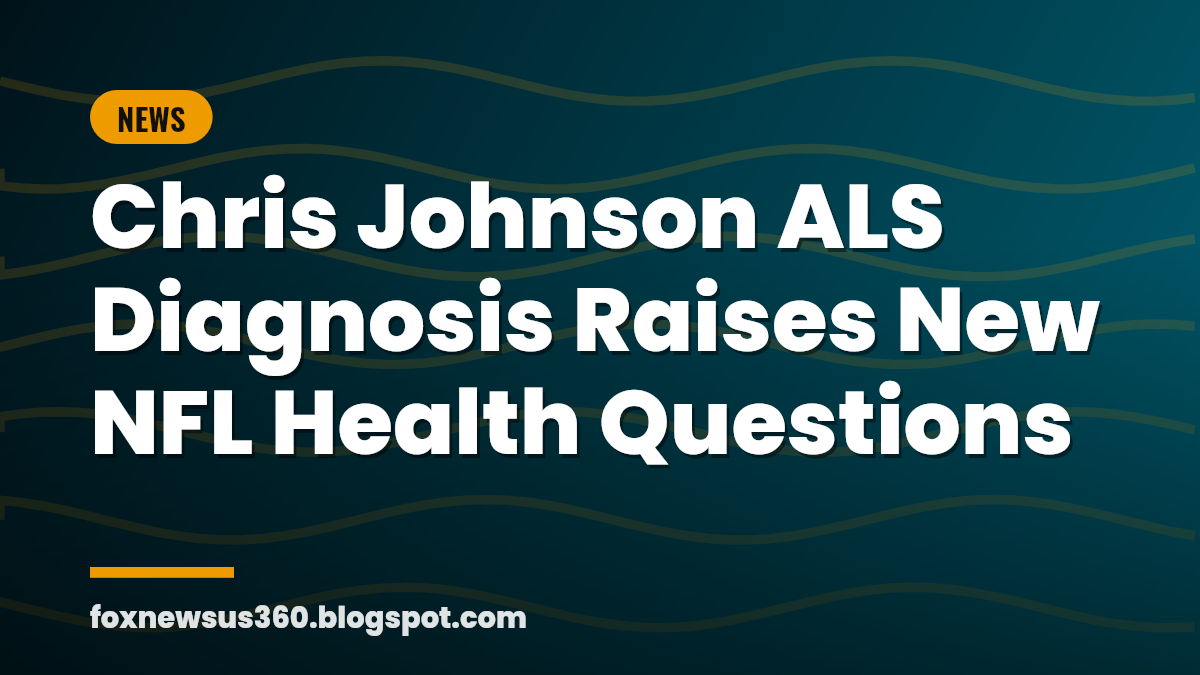 NEWS
Chris Johnson ALS
Diagnosis Raises New
NFL Health Questions
foxnewsus360.blogspot.com